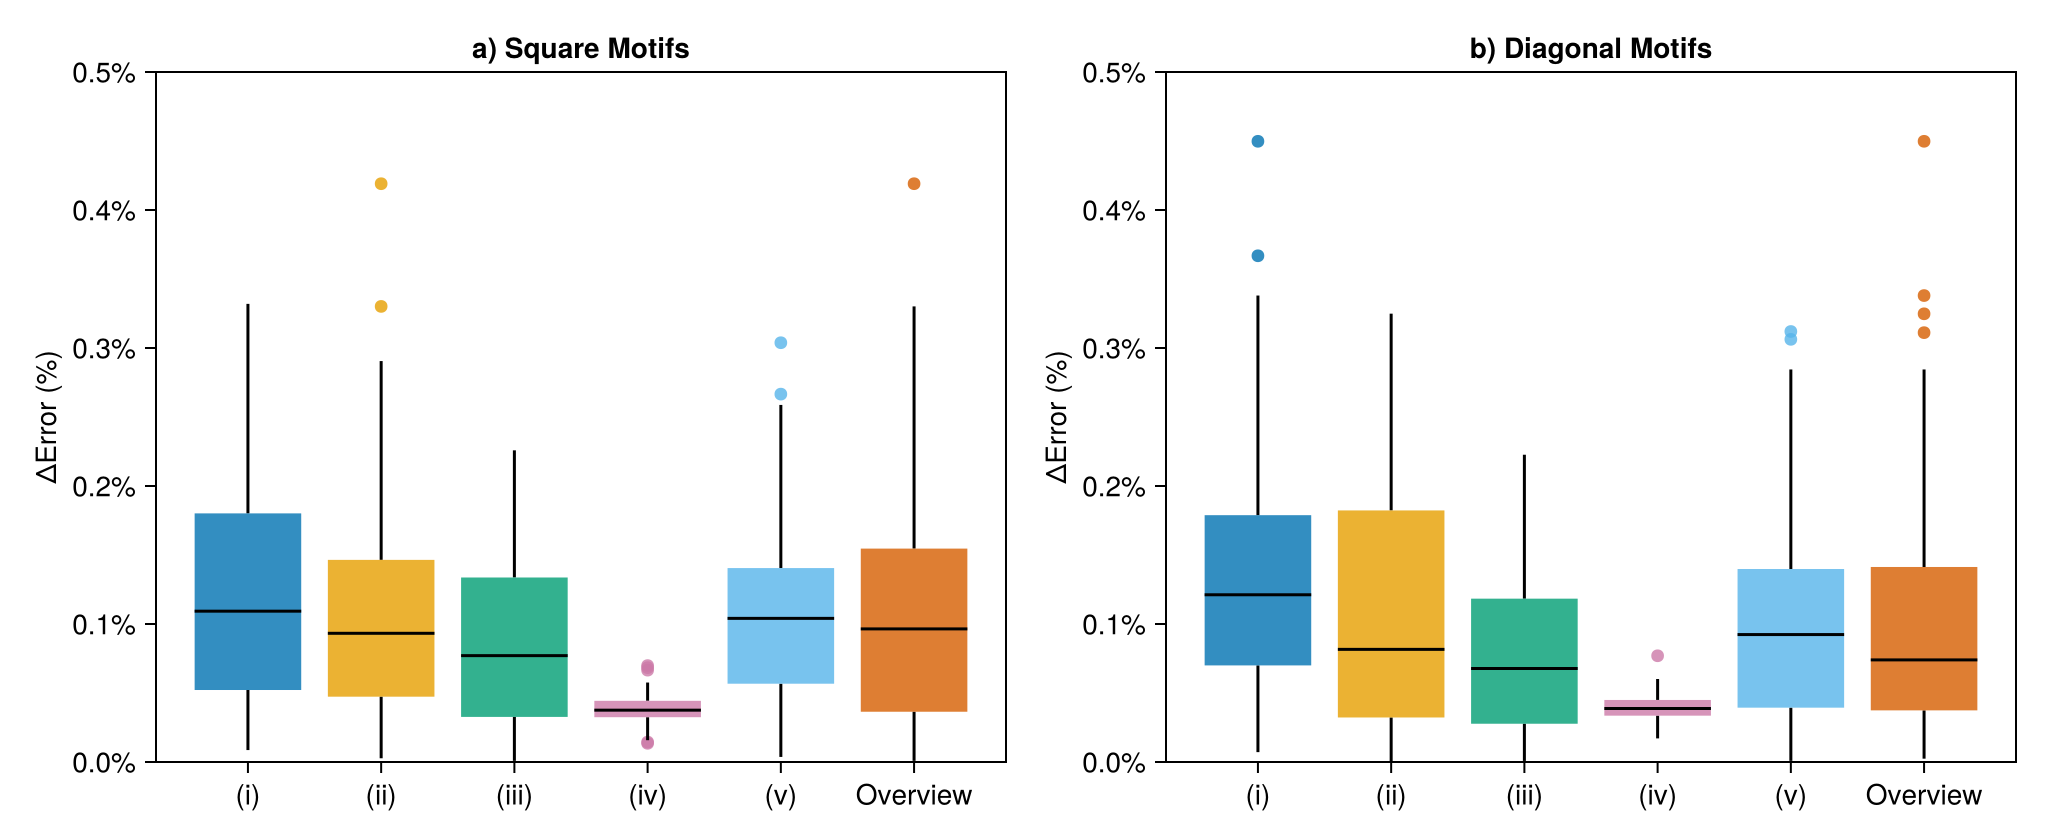 a) Square Motifs
0.5%
0.4%
0.3%
0.2%
0.1%
0.0%
ΔError (%)
(i) (ii) (iii) (iv) (v) Overview
b) Diagonal Motifs
0.5%
0.4%
0.3%
0.2%
0.1%
0.0%
ΔError (%)
(i) (ii) (iii) (iv) (v) Overview